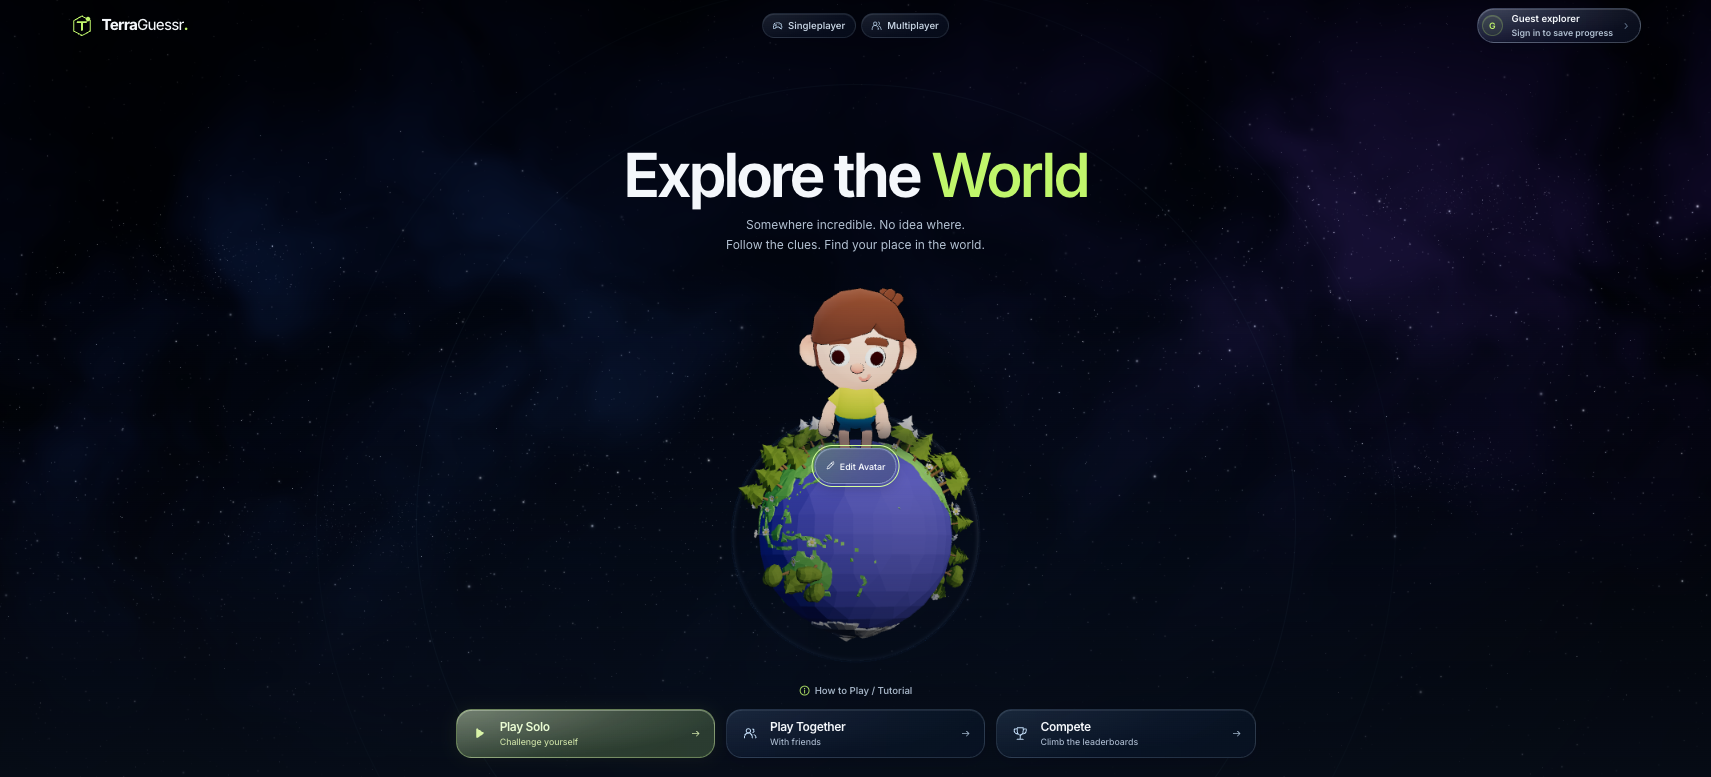 TerraGuessr.
Singleplayer
Multiplayer
G
Guest explorer
Sign in to save progress
Explore the World
Somewhere incredible. No idea where.
Follow the clues. Find your place in the world.
Edit Avatar
How to Play / Tutorial
Play Solo
Challenge yourself
Play Together
With friends
Compete
Climb the leaderboards